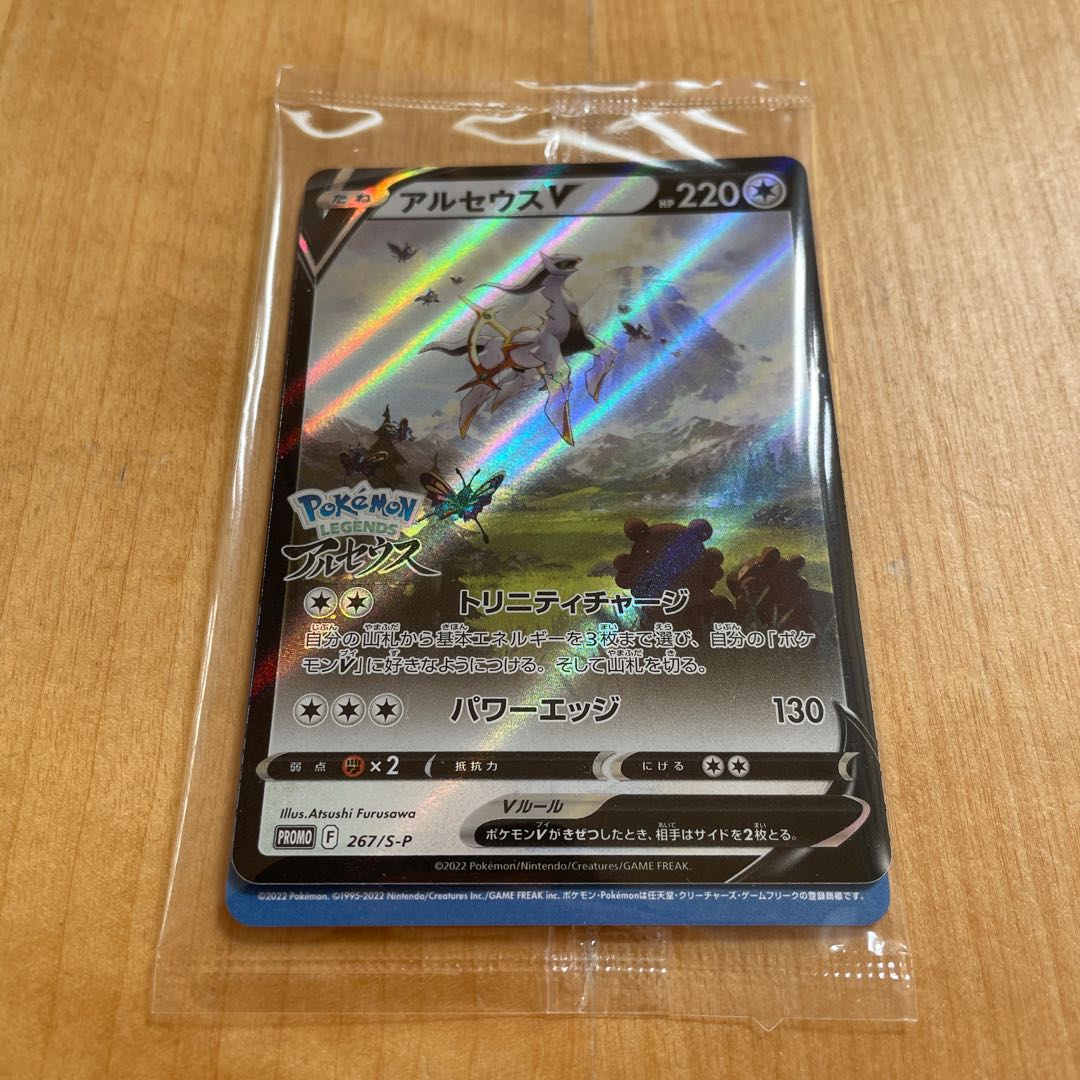 たね アルセウスV HP 220
POKéMON
LEGENDS
アルセウス
トリニティチャージ
自分の山札から基本エネルギーを3枚まで選び、自分の「ポケ
モンV」に好きなようにつける。そして山札を切る。
パワーエッジ 130
弱点 ×2 抵抗力 にげる
Illus.Atsushi Furusawa
Vルール
ポケモンVがきぜつしたとき、相手はサイドを2枚とる。
PROMO F 267/S-P
©2022 Pokémon/Nintendo/Creatures/GAME FREAK.
©2022 Pokémon. ©1995-2022 Nintendo/Creatures Inc./GAME FREAK inc. ポケモン・Pokémonは任天堂・クリーチャーズ・ゲームフリークの登録商標です。